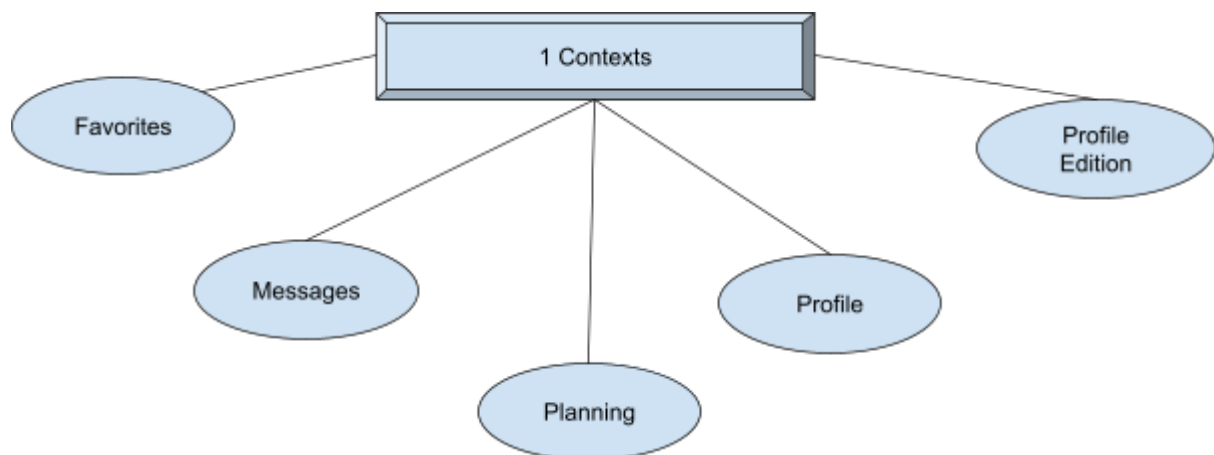 1 Contexts
Favorites
Profile
Edition
Messages
Profile
Planning